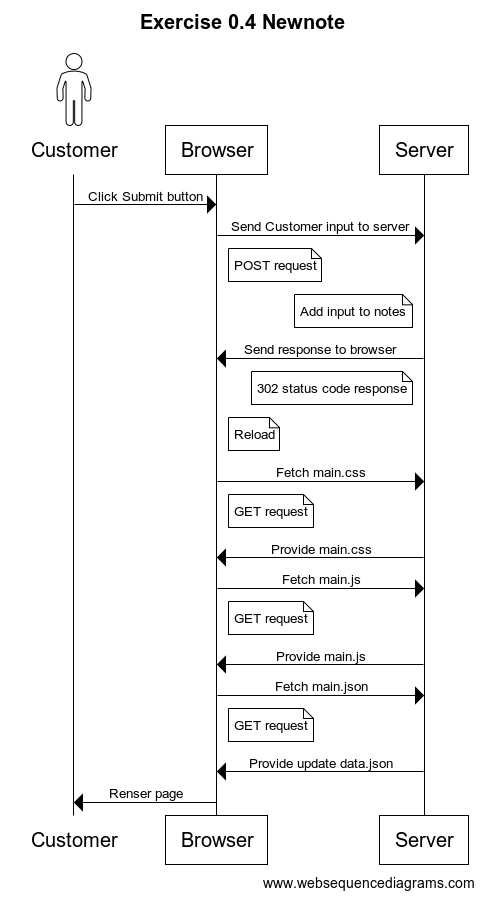 Exercise 0.4 Newnote
Customer
Browser
Server
Click Submit button
Send Customer input to server
POST request
Add input to notes
Send response to browser
302 status code response
Reload
Fetch main.css
GET request
Provide main.css
Fetch main.js
GET request
Provide main.js
Fetch main.json
GET request
Provide update data.json
Renser page
Customer
Browser
Server
www.websequencediagrams.com